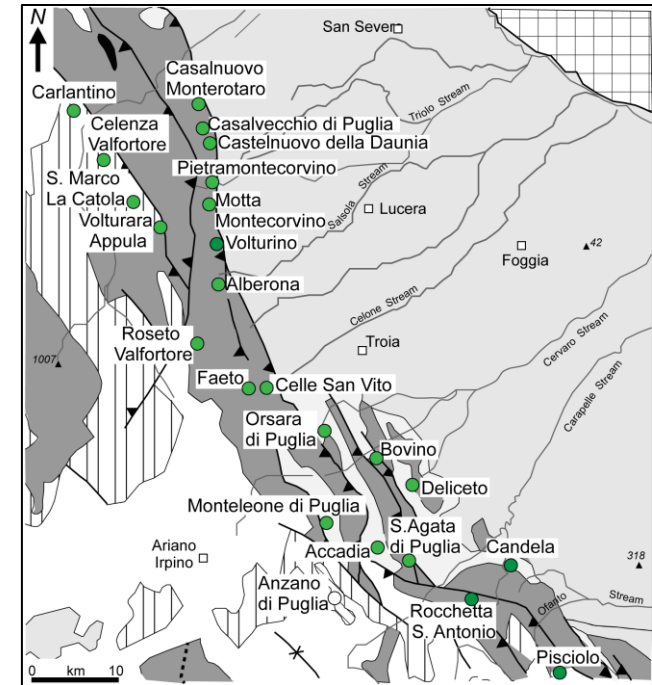 N
San Severo
Carlantino
Casalnuovo
Monterotaro
Triolo Stream
Celenza
Valfortore
Casalvecchio di Puglia
Castelnuovo della Daunia
S. Marco
La Catola
Pietramontecorvino
Salsola Stream
Lucera
Motta
Montecorvino
Volturara
Appula
Volturino
Foggia
42
Alberona
Celone Stream
Cervaro Stream
Roseto
Valfortore
Troia
1007
Carapelle Stream
Faeto
Celle San Vito
Orsara
di Puglia
Bovino
Deliceto
Monteleone di Puglia
S.Agata
di Puglia
Accadia
Candela
Ariano
Irpino
318
Anzano
di Puglia
Ofanto
Stream
Rocchetta
S. Antonio
Pisciolo
0 km 10